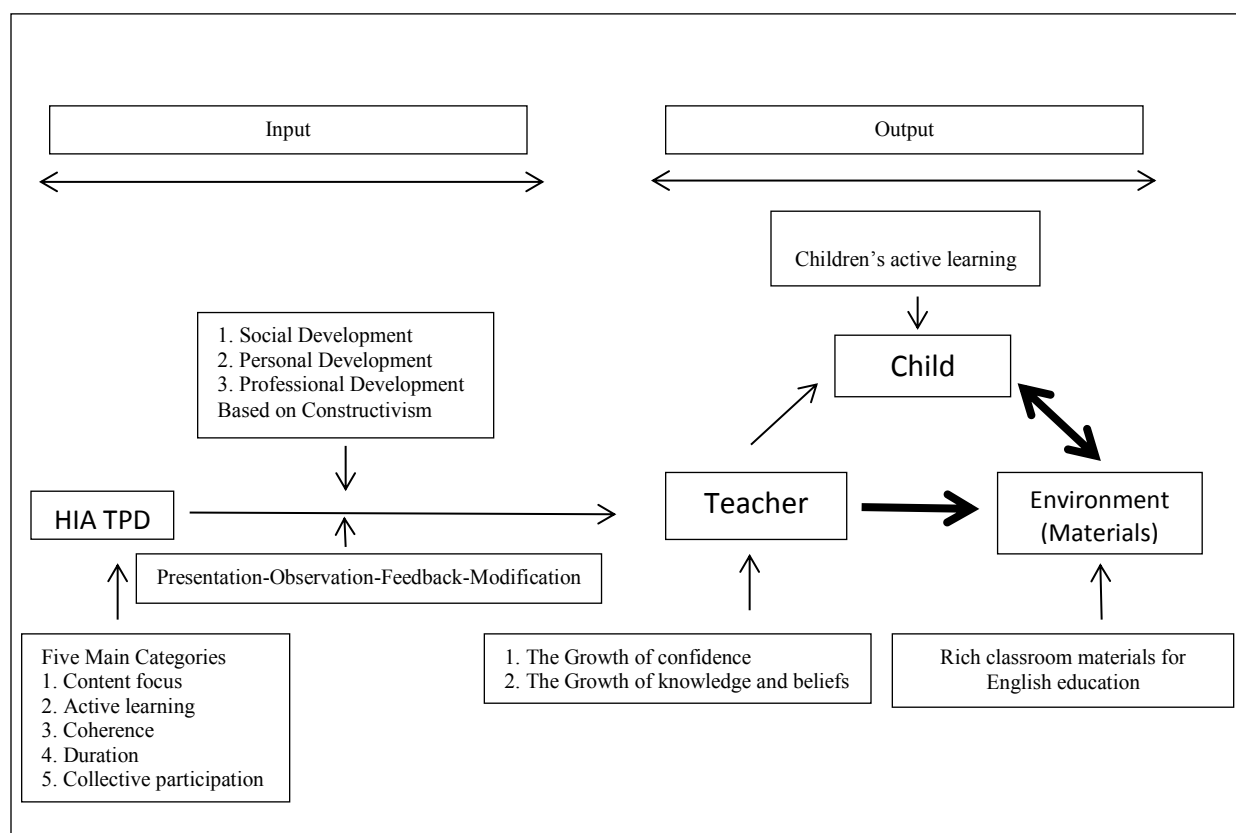 Input
Output
Children’s active learning
1. Social Development
2. Personal Development
3. Professional Development
Based on Constructivism
Child
HIA TPD
Teacher
Environment
(Materials)
Presentation-Observation-Feedback-Modification
Five Main Categories
1. Content focus
2. Active learning
3. Coherence
4. Duration
5. Collective participation
1. The Growth of confidence
2. The Growth of knowledge and beliefs
Rich classroom materials for
English education